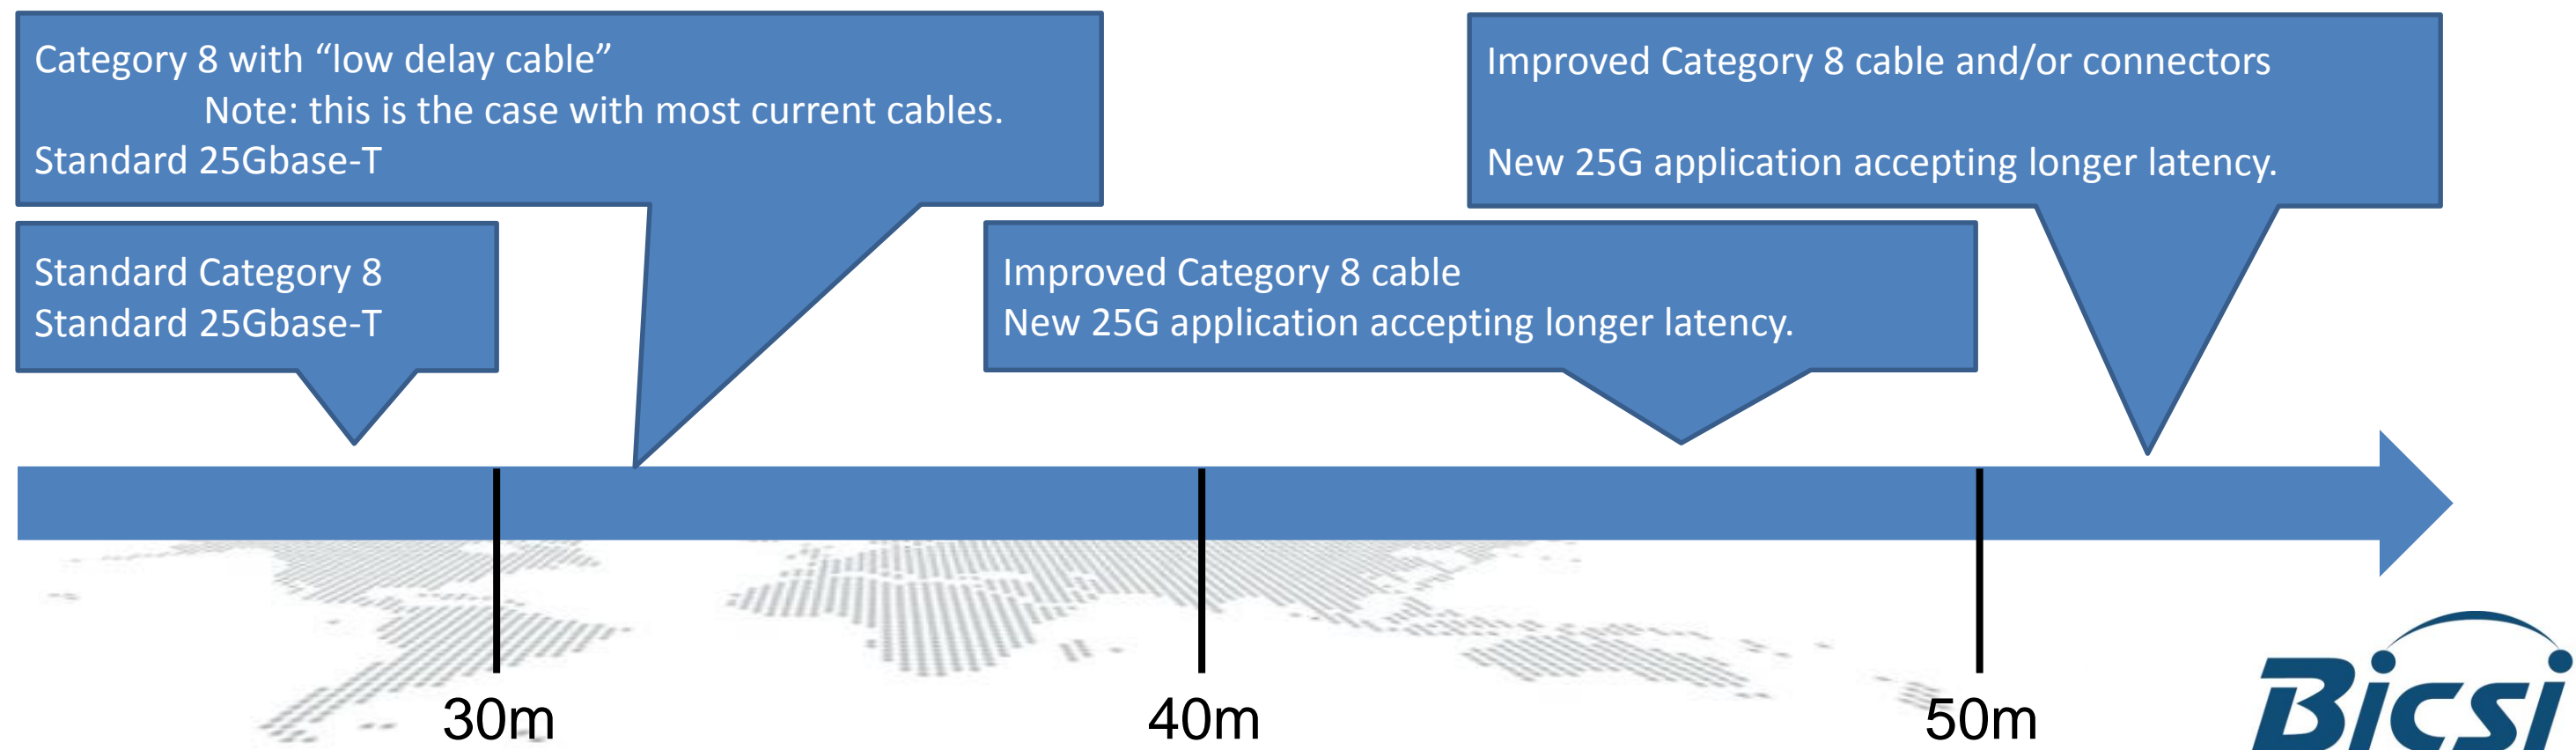 Category 8 with “low delay cable”
Note: this is the case with most current cables.
Standard 25Gbase-T
Improved Category 8 cable and/or connectors
New 25G application accepting longer latency.
Standard Category 8
Standard 25Gbase-T
Improved Category 8 cable
New 25G application accepting longer latency.
30m
40m
50m
Bicsi